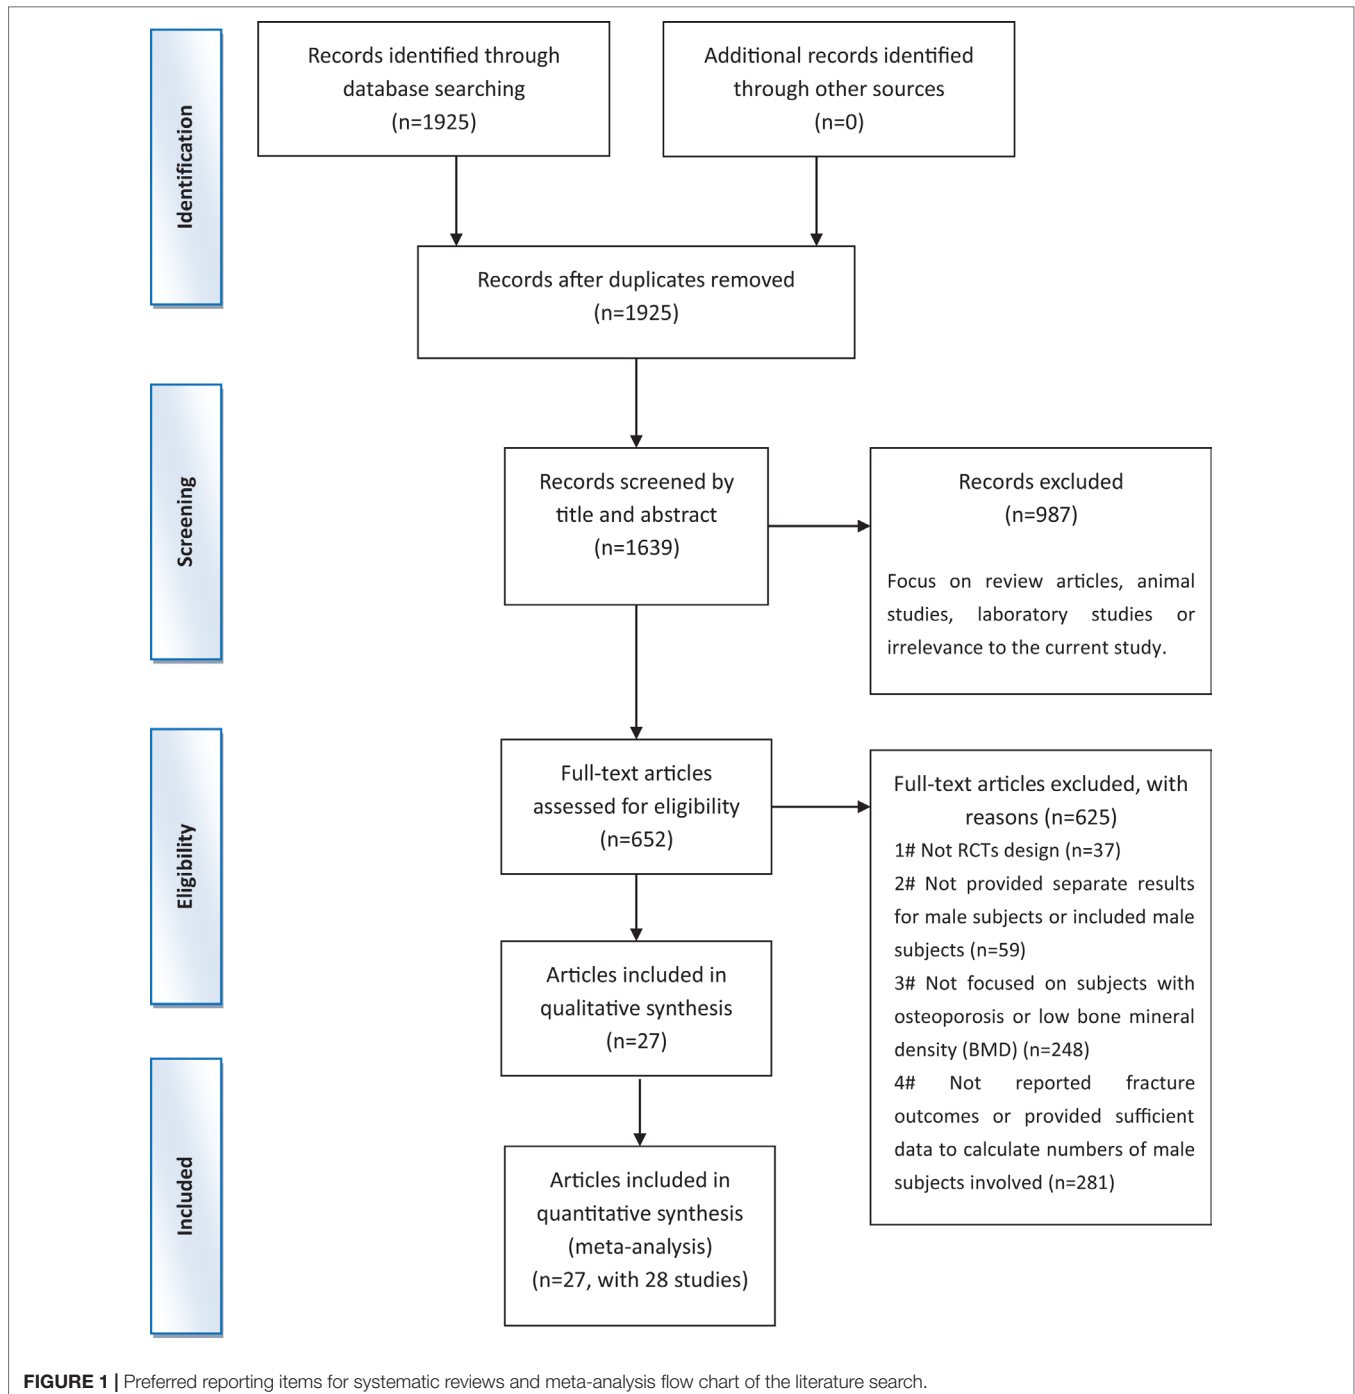 Identification
Records identified through
database searching
(n=1925)
Additional records identified
through other sources
(n=0)
Records after duplicates removed
(n=1925)
Screening
Records screened by
title and abstract
(n=1639)
Records excluded
(n=987)
Focus on review articles, animal
studies, laboratory studies or
irrelevance to the current study.
Eligibility
Full-text articles
assessed for eligibility
(n=652)
Full-text articles excluded, with
reasons (n=625)
1# Not RCTs design (n=37)
2# Not provided separate results
for male subjects or included male
subjects (n=59)
3# Not focused on subjects with
osteoporosis or low bone mineral
density (BMD) (n=248)
4# Not reported fracture
outcomes or provided sufficient
data to calculate numbers of male
subjects involved (n=281)
Articles included in
qualitative synthesis
(n=27)
Included
Articles included in
quantitative synthesis
(meta-analysis)
(n=27, with 28 studies)
FIGURE 1 | Preferred reporting items for systematic reviews and meta-analysis flow chart of the literature search.